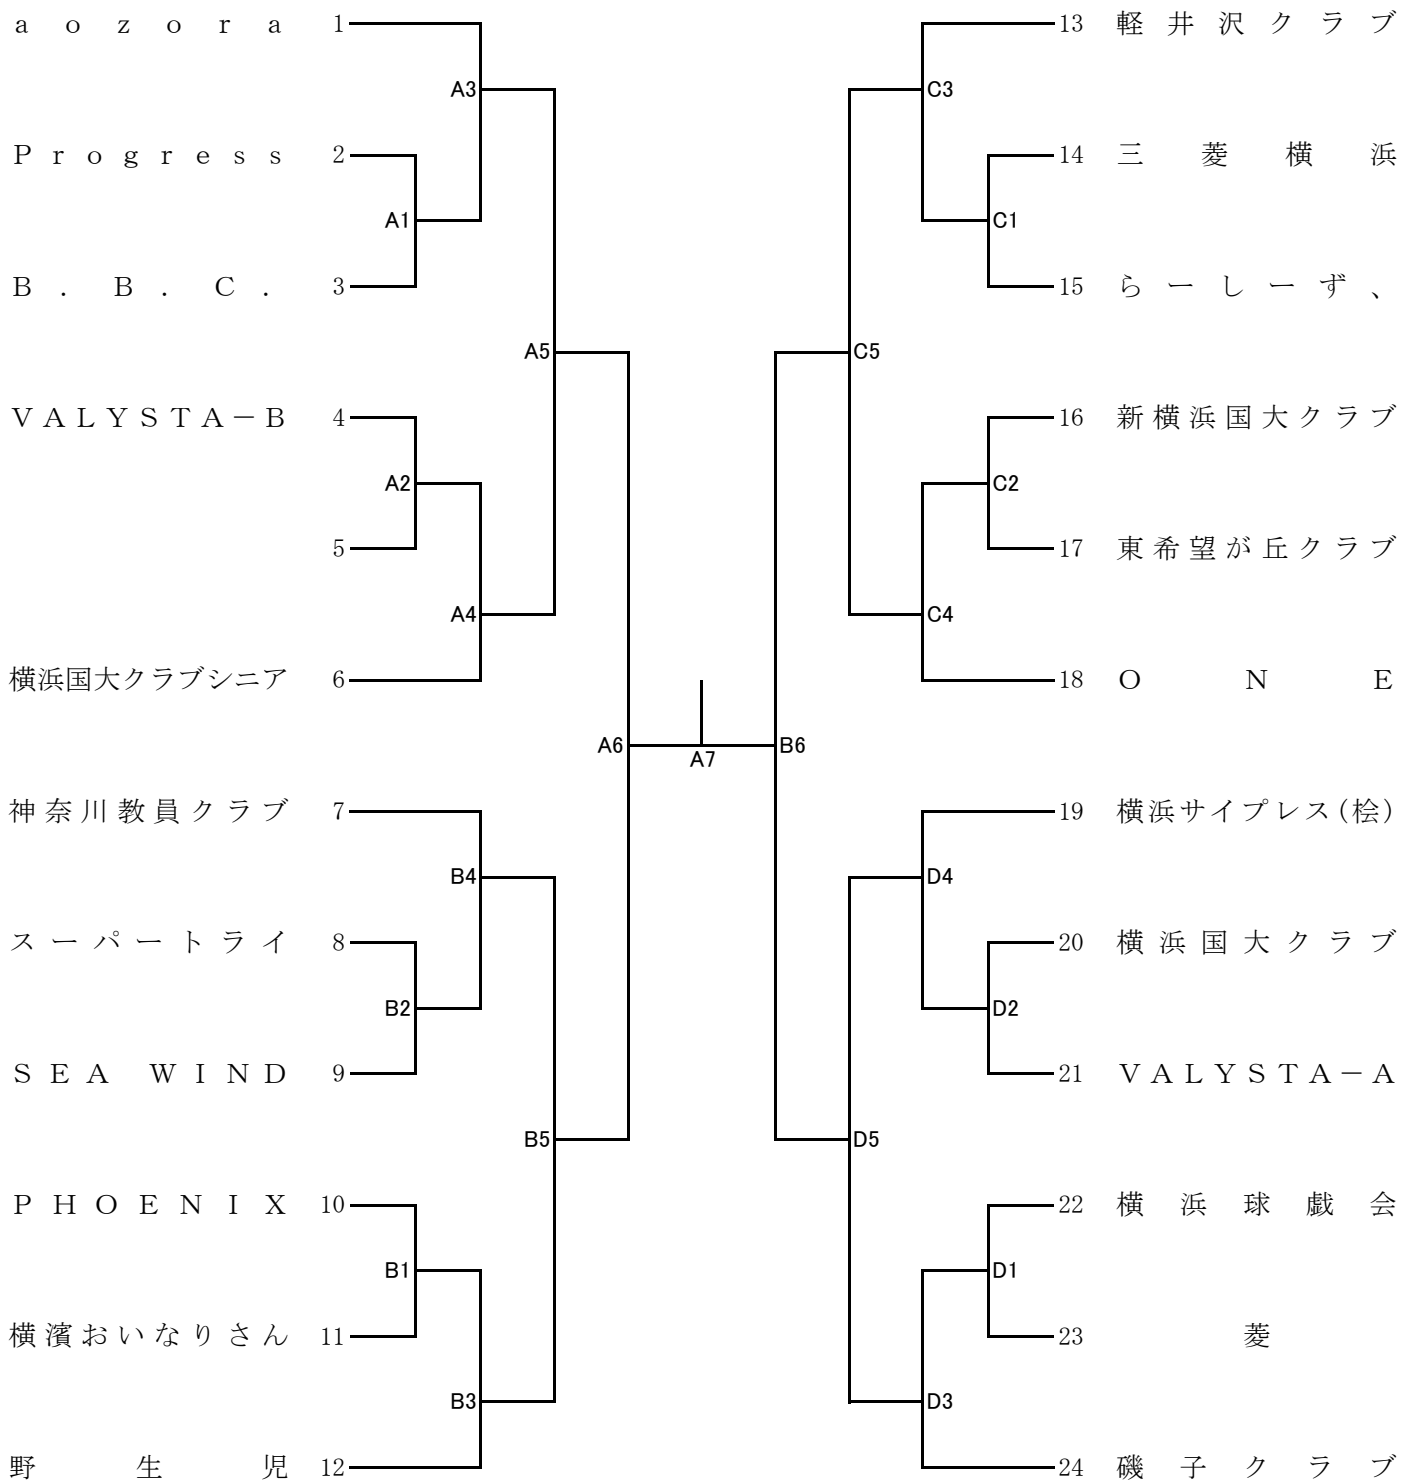 aozora 1
A3
Progress 2
A1
B.B.C. 3
A5
VALYSTA－B 4
A2
5
A4
横浜国大クラブシニア 6
A6
神奈川教員クラブ 7
B4
スーパートライ 8
B2
SEA WIND 9
B5
PHOENIX 10
B1
横濱おいなりさん 11
B3
野生児 12
A7
13 軽井沢クラブ
C3
14 三菱横浜
C1
15 らーしーず、
C5
16 新横浜国大クラブ
C2
17 東希望が丘クラブ
C4
18 ONE
B6
19 横浜サイプレス(桧)
D4
20 横浜国大クラブ
D2
21 VALYSTA－A
D5
22 横浜球戯会
D1
23 菱
D3
24 磯子クラブ